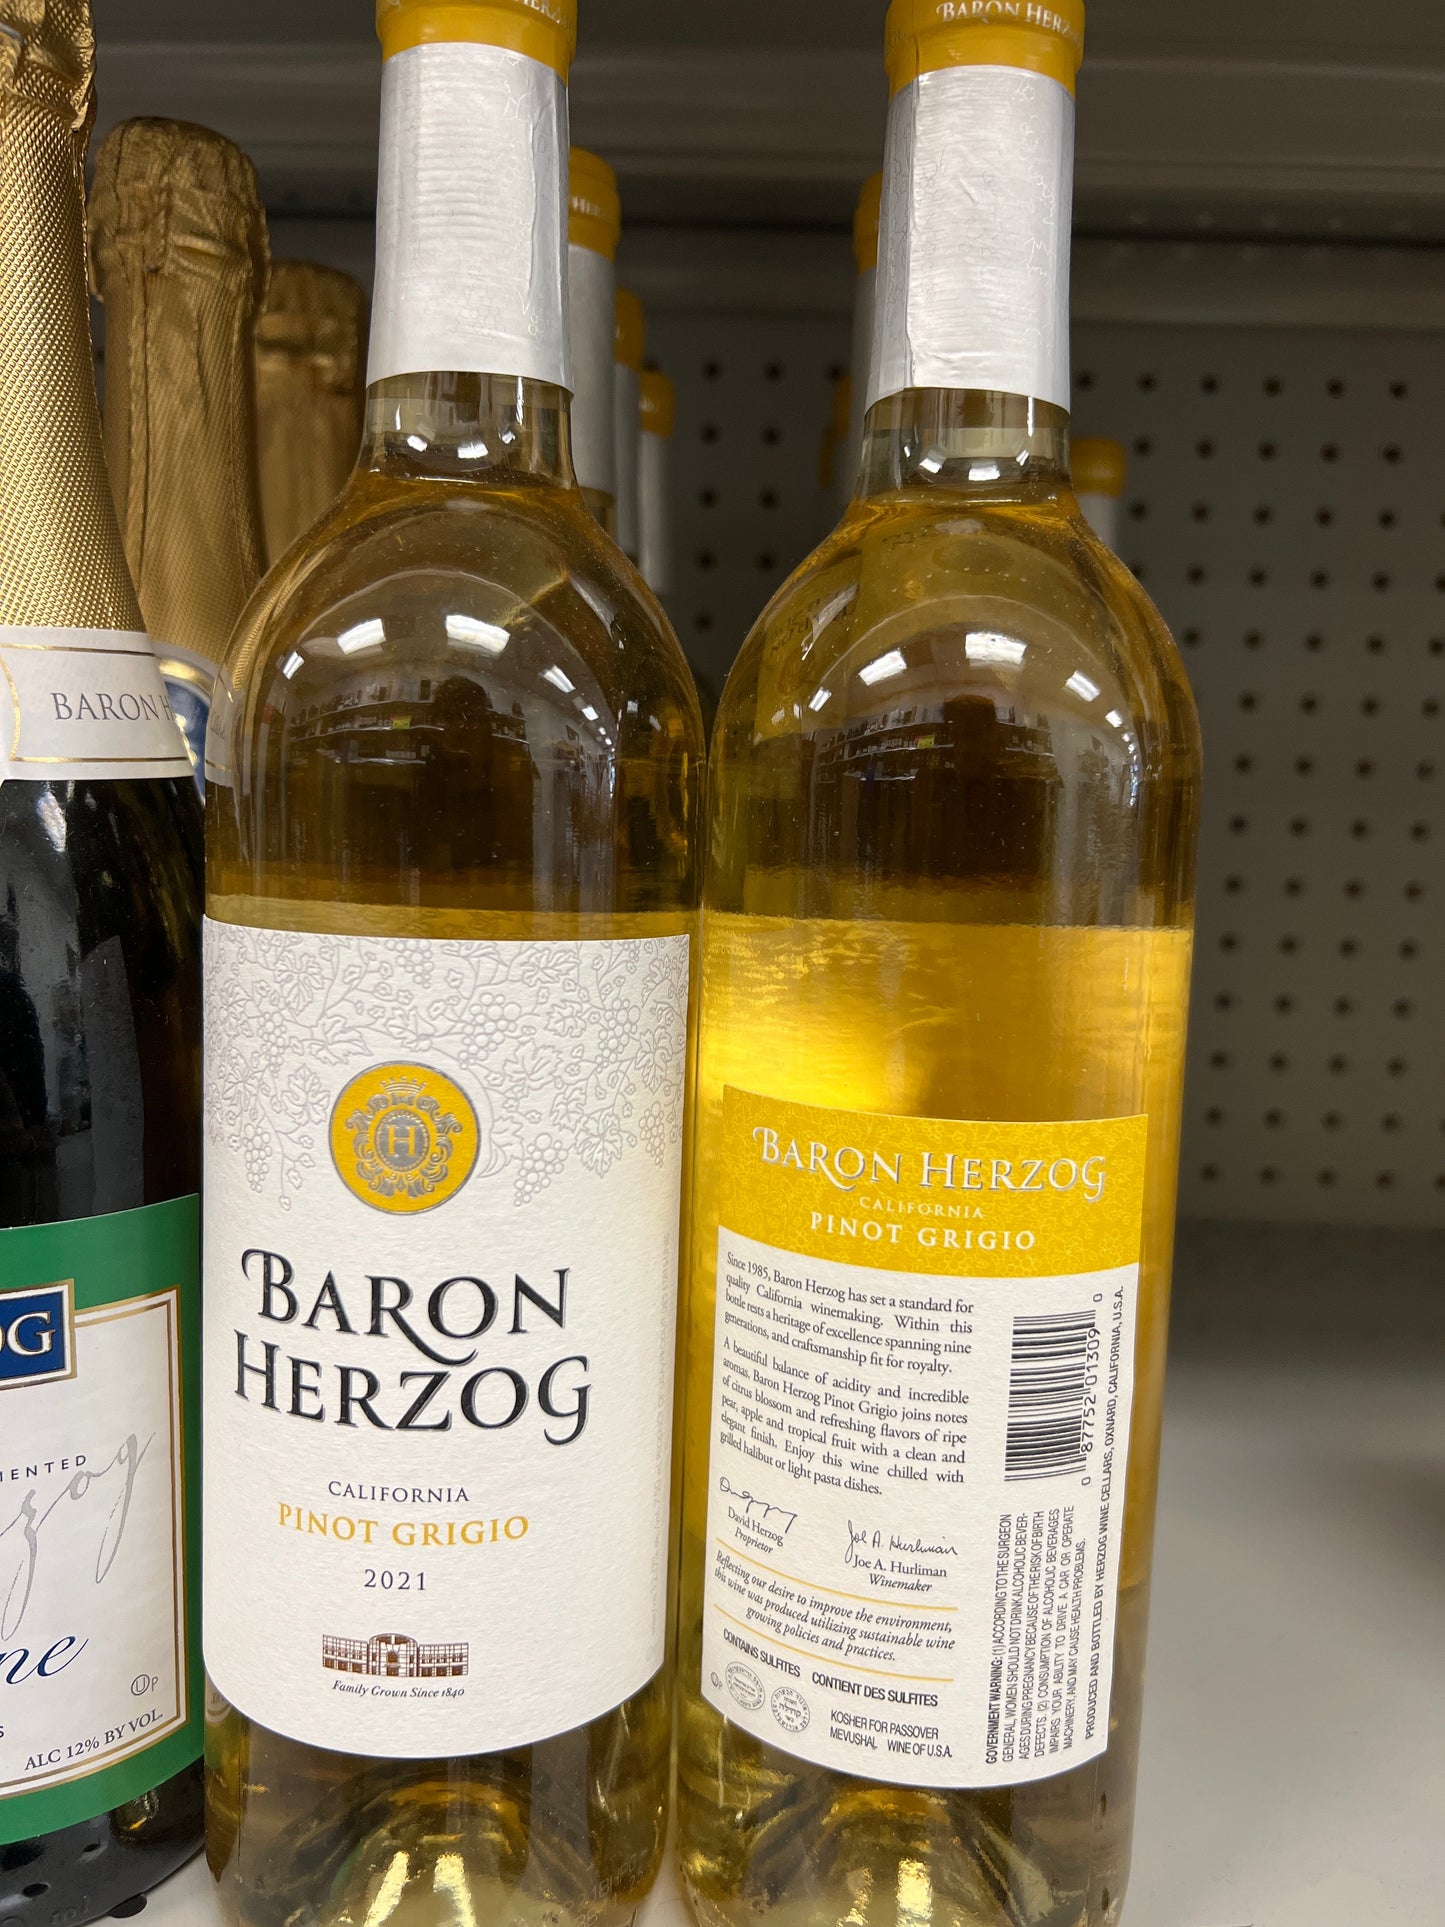 BARON HERZOG
BARON H
OG
MENTED
ne
UP
ALC 12% BY VOL.
H
BARON
HERZOG
CALIFORNIA
PINOT GRIGIO
2021
Family Grown Since 1840
BARON HERZOG
CALIFORNIA
PINOT GRIGIO
Since 1985, Baron Herzog has set a standard for
quality California winemaking. Within this
bottle rests a heritage of excellence spanning nine
generations, and craftsmanship fit for royalty.
A beautiful balance of acidity and incredible
aromas, Baron Herzog Pinot Grigio joins notes
of citrus blossom and refreshing flavors of ripe
pear, apple and tropical fruit with a clean and
elegant finish. Enjoy this wine chilled with
grilled halibut or light pasta dishes.
David Herzog
Proprietor
Joe A. Hurliman
Joe A. Hurliman
Winemaker
Reflecting our desire to improve the environment,
this wine was produced utilizing sustainable wine
growing policies and practices.
CONTAINS SULFITES CONTIENT DES SULFITES
UP
KOSHER FOR PASSOVER
MEVUSHAL WINE OF U.S.A.
0 87752 01309 0
GOVERNMENT WARNING: (1) ACCORDING TO THE SURGEON
GENERAL, WOMEN SHOULD NOT DRINK ALCOHOLIC BEVER-
AGES DURING PREGNANCY BECAUSE OF THE RISK OF BIRTH
DEFECTS. (2) CONSUMPTION OF ALCOHOLIC BEVERAGES
IMPAIRS YOUR ABILITY TO DRIVE A CAR OR OPERATE
MACHINERY, AND MAY CAUSE HEALTH PROBLEMS.
PRODUCED AND BOTTLED BY HERZOG WINE CELLARS, OXNARD, CALIFORNIA, U.S.A.